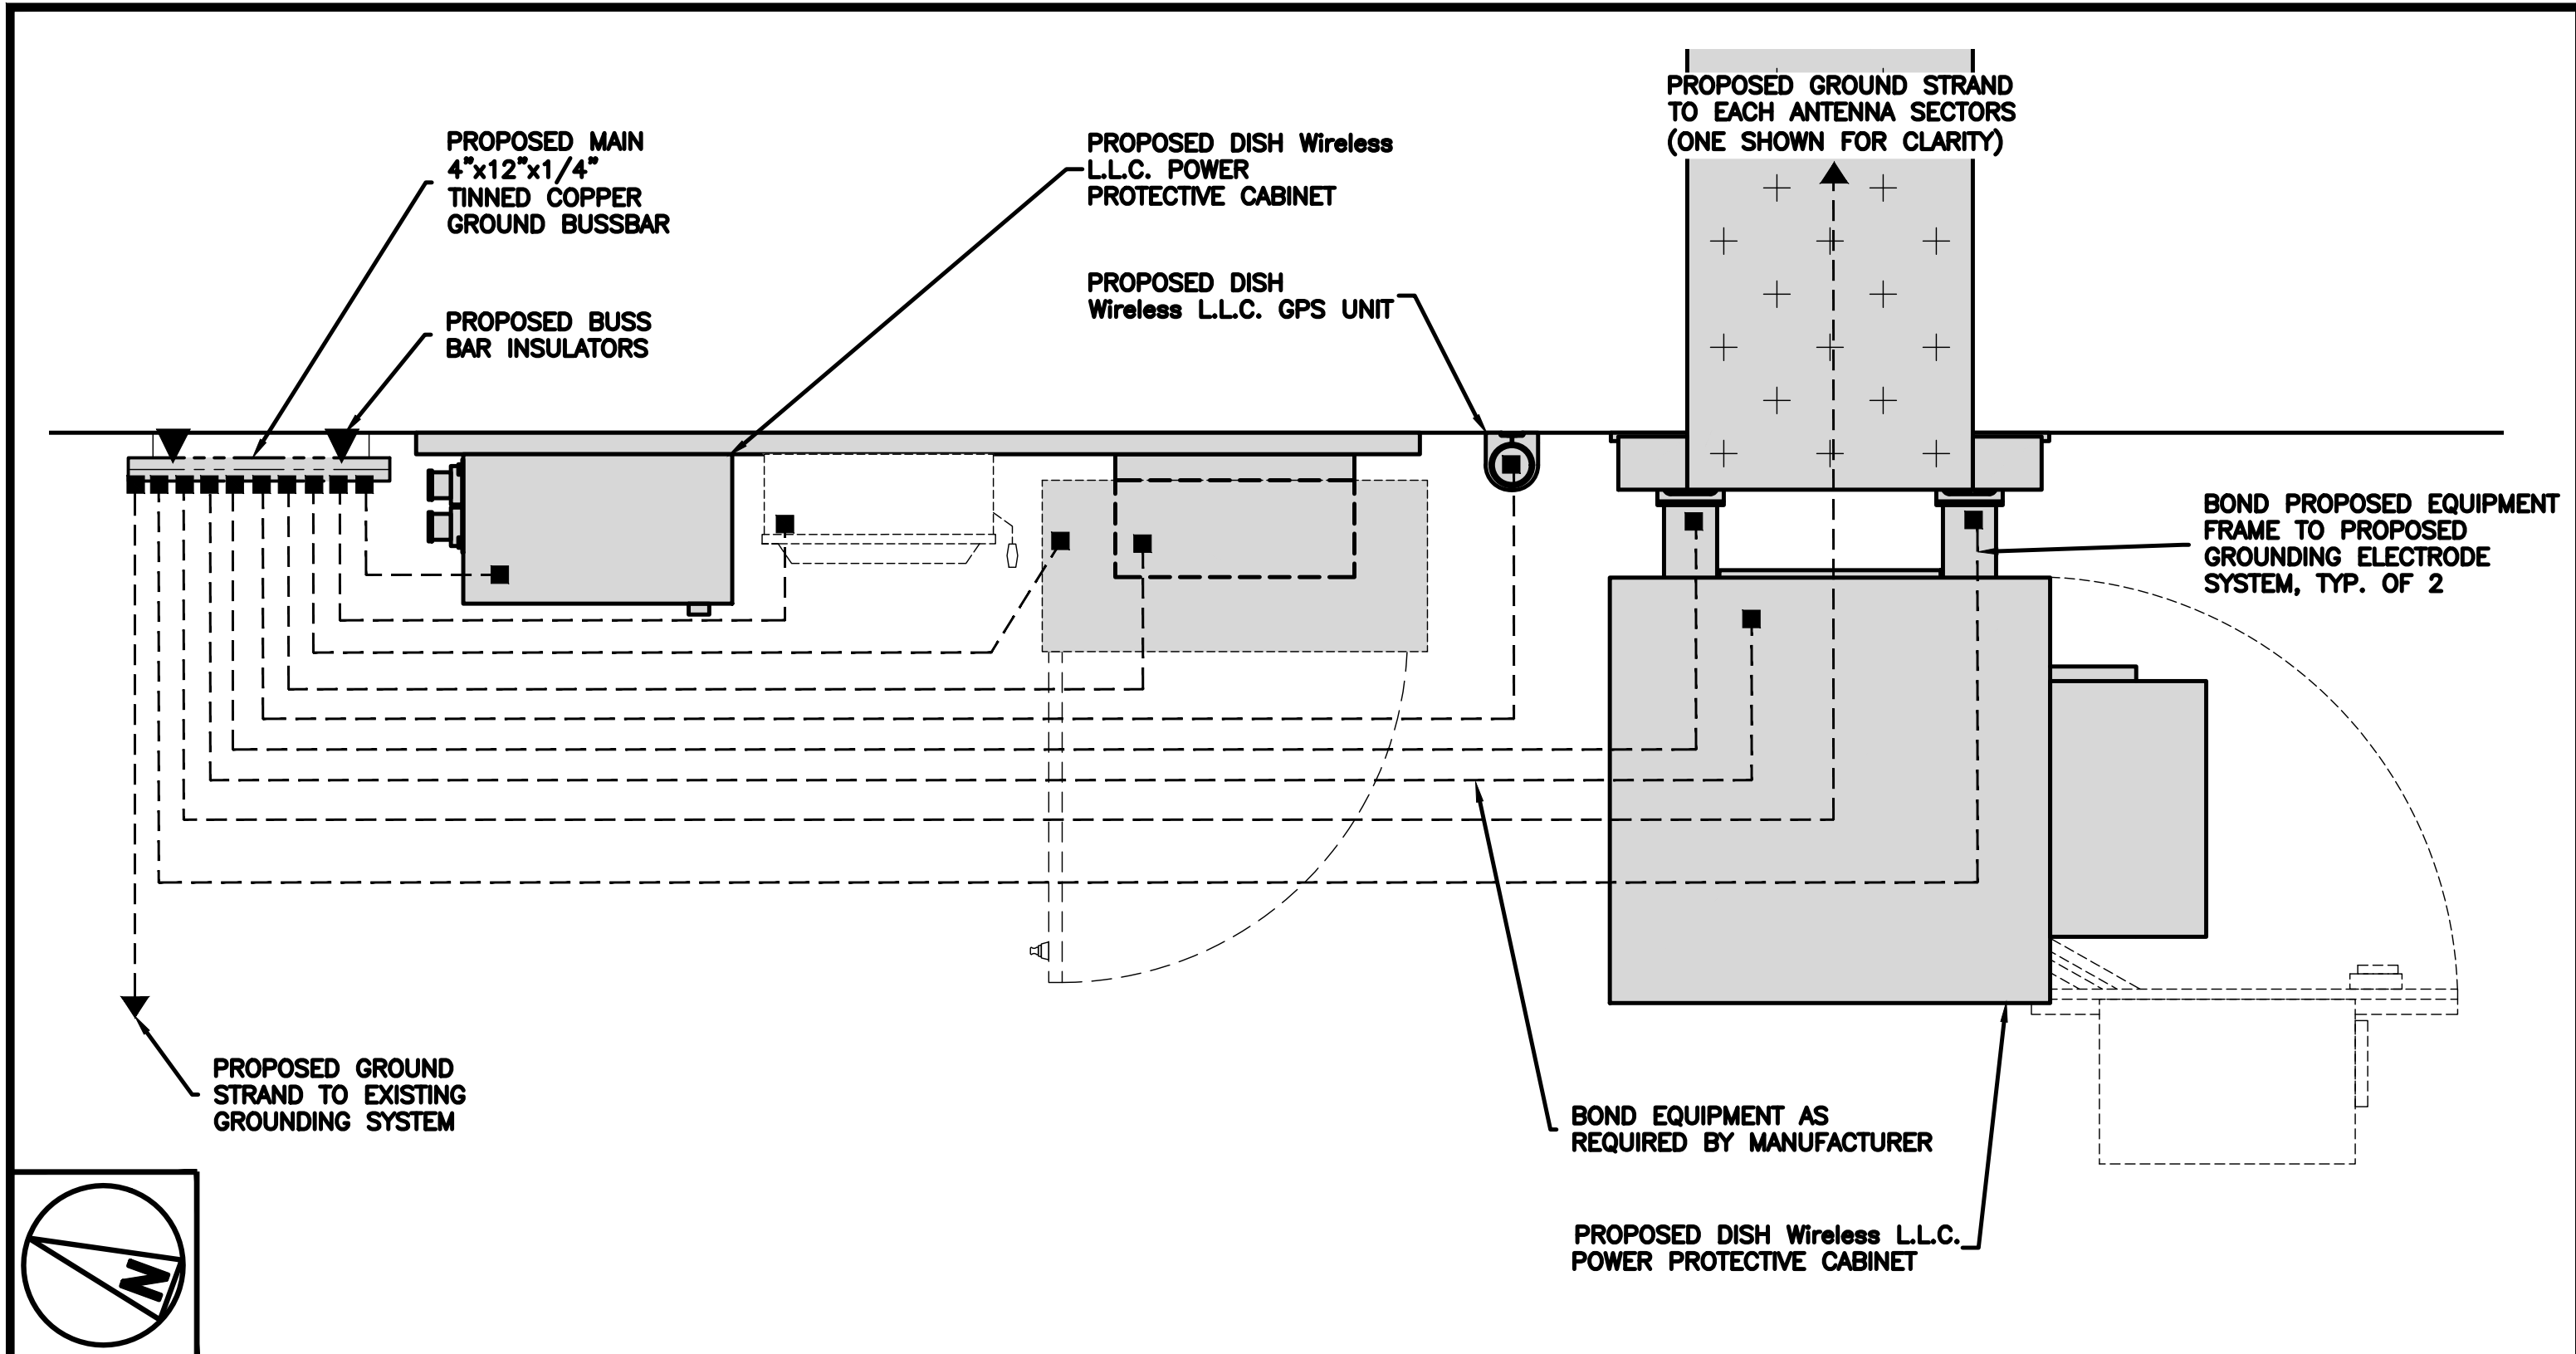 PROPOSED GROUND STRAND
TO EACH ANTENNA SECTORS
(ONE SHOWN FOR CLARITY)
PROPOSED MAIN
4"x12"x1/4"
TINNED COPPER
GROUND BUSSBAR
PROPOSED DISH Wireless
L.L.C. POWER
PROTECTIVE CABINET
PROPOSED DISH
Wireless L.L.C. GPS UNIT
PROPOSED BUSS
BAR INSULATORS
BOND PROPOSED EQUIPMENT
FRAME TO PROPOSED
GROUNDING ELECTRODE
SYSTEM, TYP. OF 2
PROPOSED GROUND
STRAND TO EXISTING
GROUNDING SYSTEM
BOND EQUIPMENT AS
REQUIRED BY MANUFACTURER
PROPOSED DISH Wireless L.L.C.
POWER PROTECTIVE CABINET
N